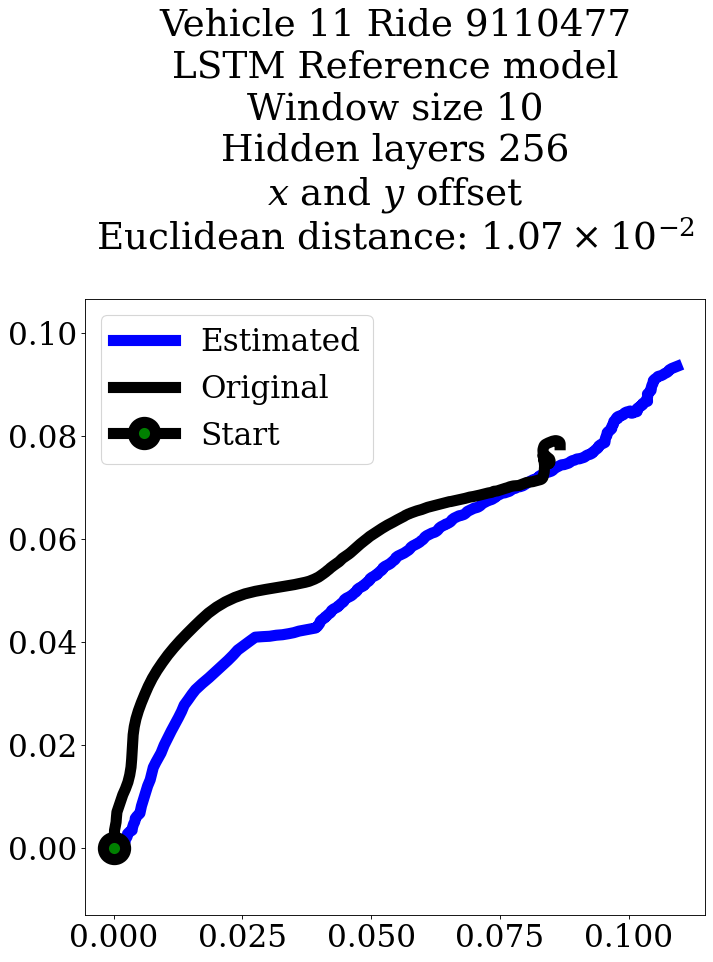 Vehicle 11 Ride 9110477
LSTM Reference model
Window size 10
Hidden layers 256
x and y offset
Euclidean distance: 1.07 × 10⁻²
Estimated
Original
Start
0.10
0.08
0.06
0.04
0.02
0.00
0.000 0.025 0.050 0.075 0.100